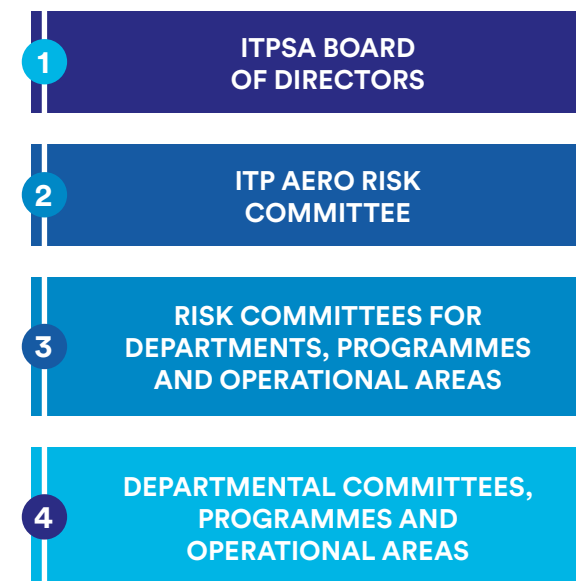 1
ITPSA BOARD
OF DIRECTORS
2
ITP AERO RISK
COMMITTEE
3
RISK COMMITTEES FOR
DEPARTMENTS, PROGRAMMES
AND OPERATIONAL AREAS
4
DEPARTMENTAL COMMITTEES,
PROGRAMMES AND
OPERATIONAL AREAS